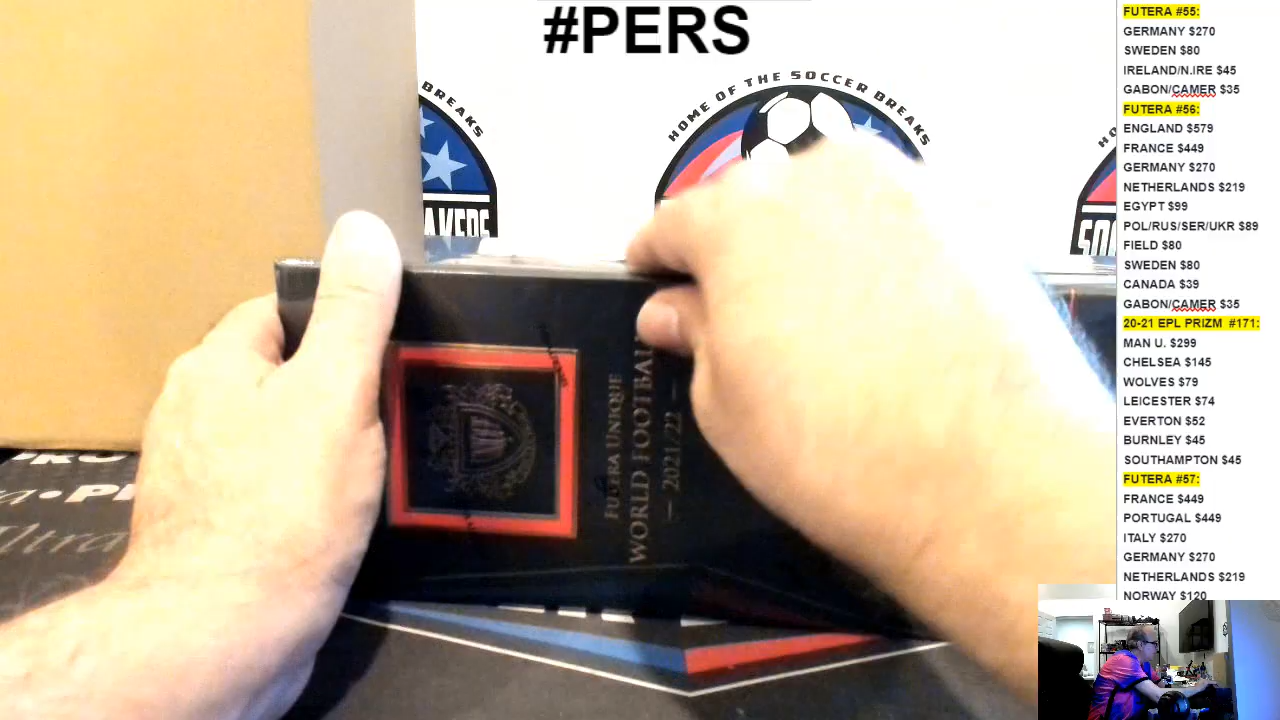 #PERS
BREAKS
AKERS
HOME OF THE SOCCER BREAKS
FUTERA UNIQUE
WORLD FOOTBALL
— 2021/22 —
FUTERA #55:
GERMANY $270
SWEDEN $80
IRELAND/N.IRE $45
GABON/CAMER $35
FUTERA #56:
ENGLAND $579
FRANCE $449
GERMANY $270
NETHERLANDS $219
EGYPT $99
POL/RUS/SER/UKR $89
FIELD $80
SWEDEN $80
CANADA $39
GABON/CAMER $35
20-21 EPL PRIZM #171:
MAN U. $299
CHELSEA $145
WOLVES $79
LEICESTER $74
EVERTON $52
BURNLEY $45
SOUTHAMPTON $45
FUTERA #57:
FRANCE $449
PORTUGAL $449
ITALY $270
GERMANY $270
NETHERLANDS $219
NORWAY $120